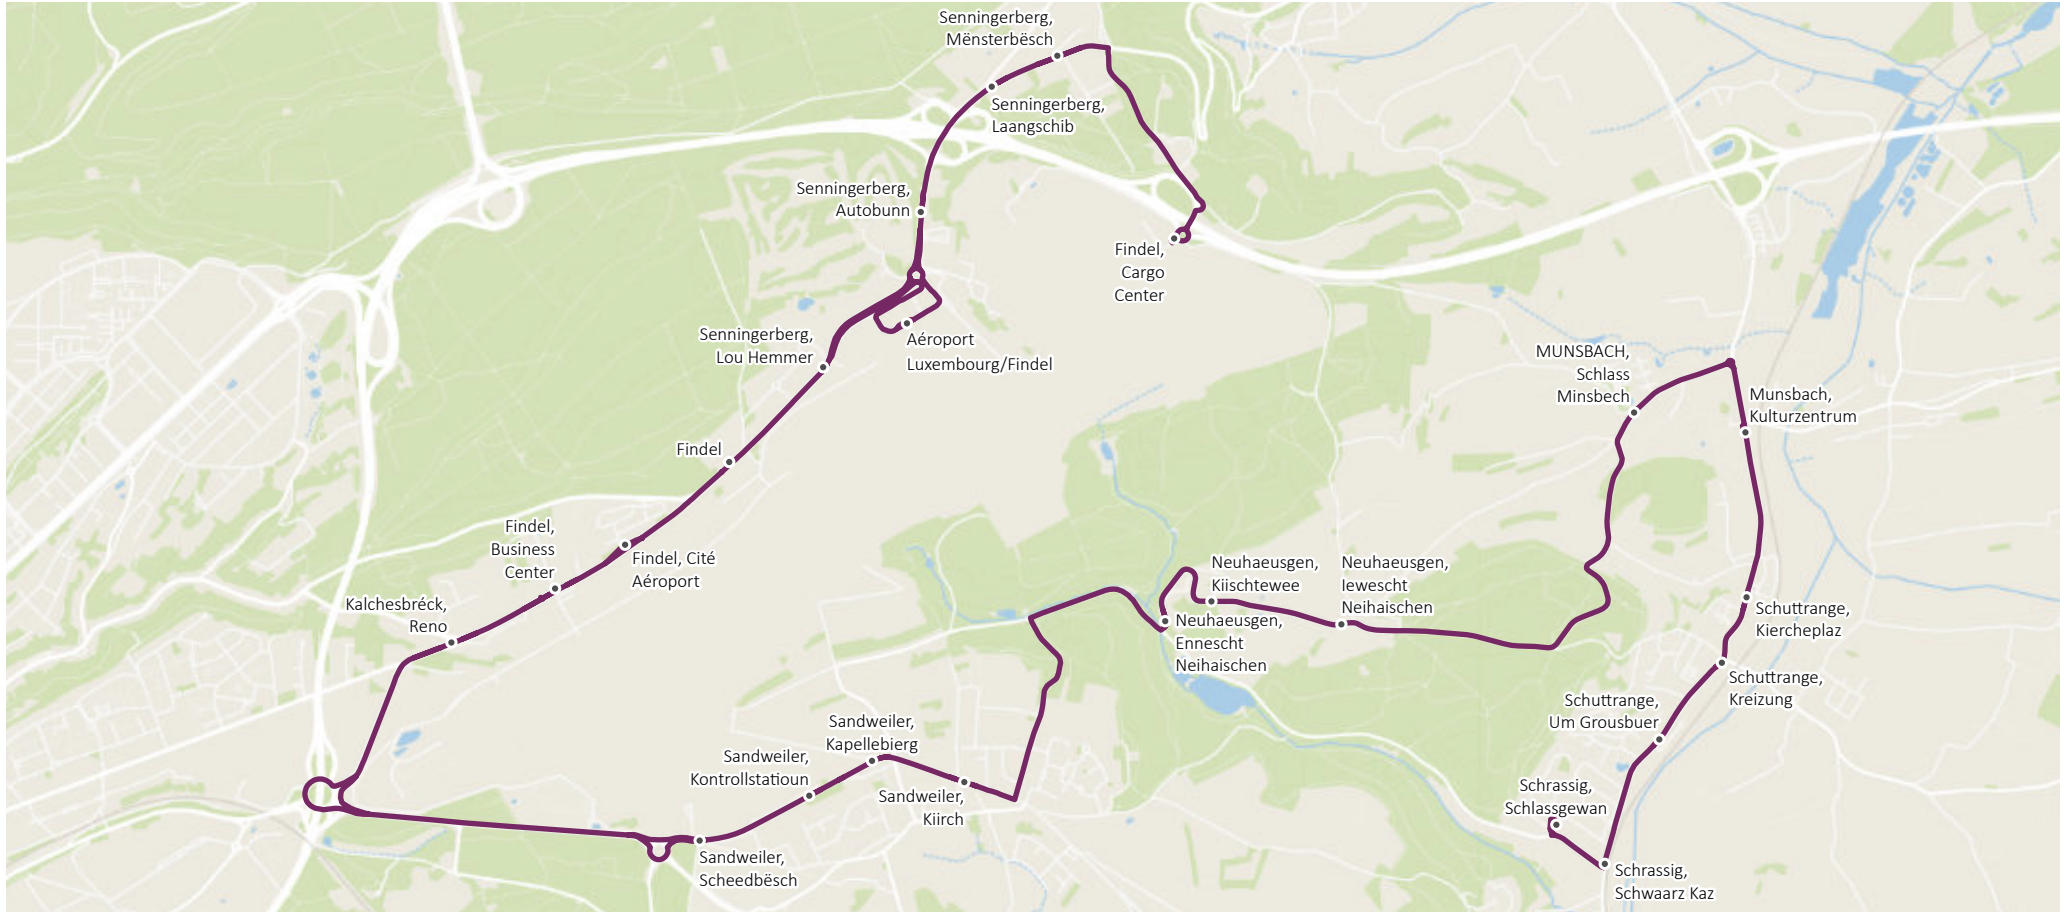 Senningerberg,
Mënsterbësch
Senningerberg,
Laangschib
Senningerberg,
Autobunn
Findel,
Cargo
Center
Senningerberg,
Lou Hemmer
Aéroport
Luxembourg/Findel
MUNSBACH,
Schlass
Minsbech
Munsbach,
Kulturzentrum
Findel
Findel,
Business
Center
Findel, Cité
Aéroport
Kalchesbréck,
Reno
Neuhaeusgen,
Kiischtewee
Neuhaeusgen,
Iewescht
Neihaischen
Neuhaeusgen,
Ennescht
Neihaischen
Schuttrange,
Kiercheplaz
Schuttrange,
Kreizung
Schuttrange,
Um Grousbuer
Sandweiler,
Kapellebierg
Sandweiler,
Kontrollstatioun
Sandweiler,
Kiirch
Schrassig,
Schlassgewan
Sandweiler,
Scheedbësch
Schrassig,
Schwaarz Kaz